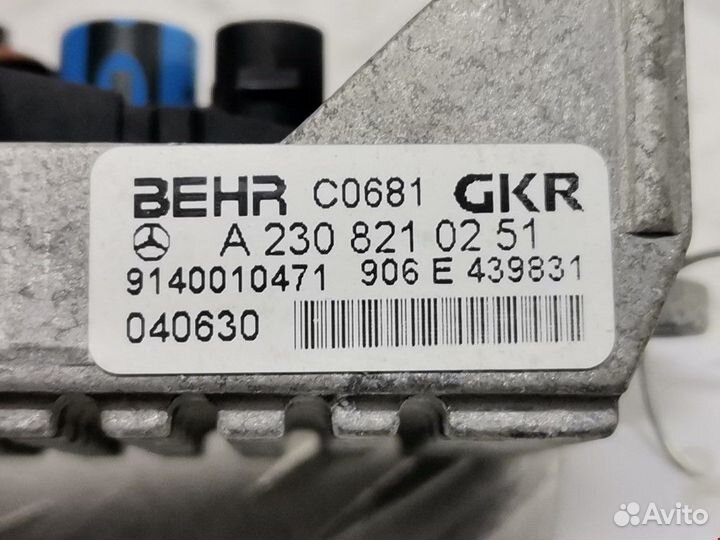 BEHR C0681 GKR
A 230 821 02 51
9140010471 906 E 439831
040630
Avito